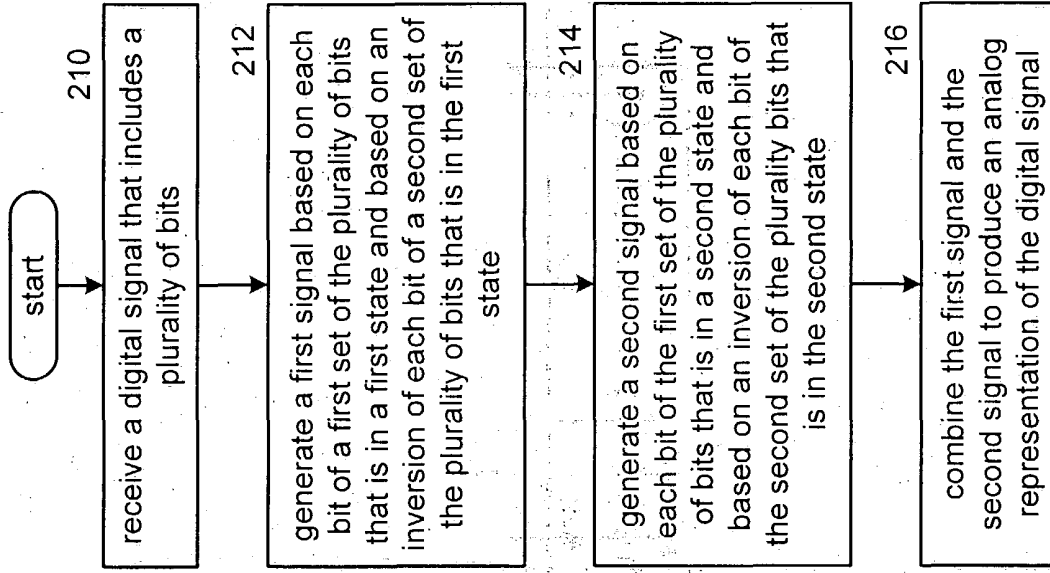 start
210
receive a digital signal that includes a
plurality of bits
212
generate a first signal based on each
bit of a first set of the plurality of bits
that is in a first state and based on an
inversion of each bit of a second set of
the plurality of bits that is in the first
state
214
generate a second signal based on
each bit of the first set of the plurality
of bits that is in a second state and
based on an inversion of each bit of
the second set of the plurality bits that
is in the second state
216
combine the first signal and the
second signal to produce an analog
representation of the digital signal